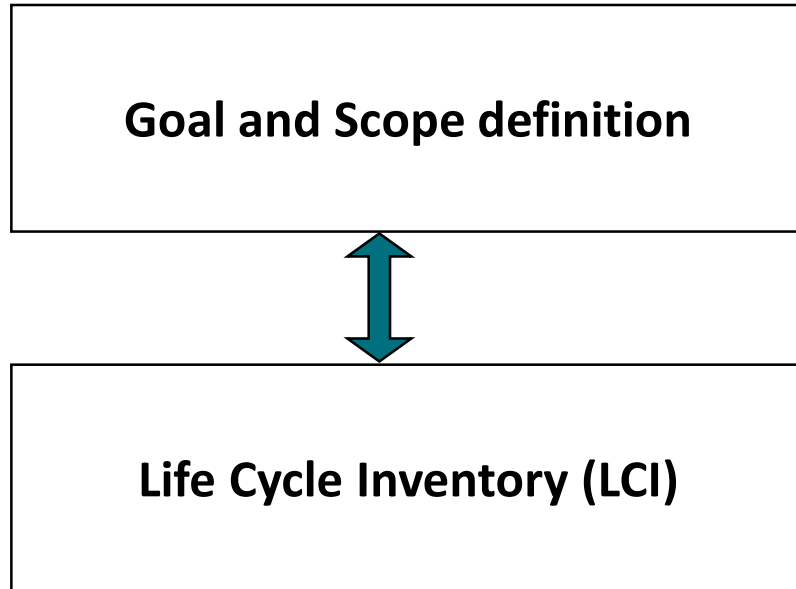 Goal and Scope definition
Life Cycle Inventory (LCI)